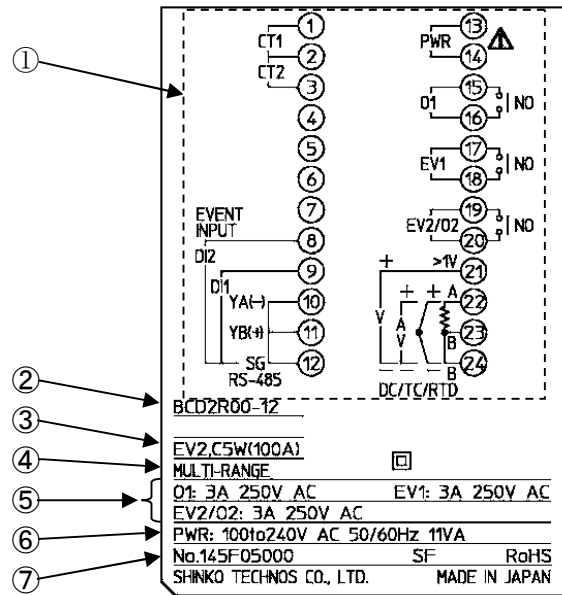 ①
CT1
CT2
1
2
3
4
5
6
7
8
9
10
11
12
EVENT
INPUT
DI2
DI1
YA(-)
YB(+)
SG
RS-485
PWR
13
14
15
O1
16
NO
17
EV1
18
NO
19
EV2/O2
20
NO
+ >1V 21
+ + A 22
V A
V
23
B
24
- - - B
DC/TC/RTD
② BCD2R00-12
③ EV2,C5W(100A)
④ MULTI-RANGE
⑤ O1: 3A 250V AC EV1: 3A 250V AC
EV2/O2: 3A 250V AC
⑥ PWR: 100to240V AC 50/60Hz 11VA
⑦ No.145F05000 SF RoHS
SHINKO TECHNOS CO., LTD. MADE IN JAPAN